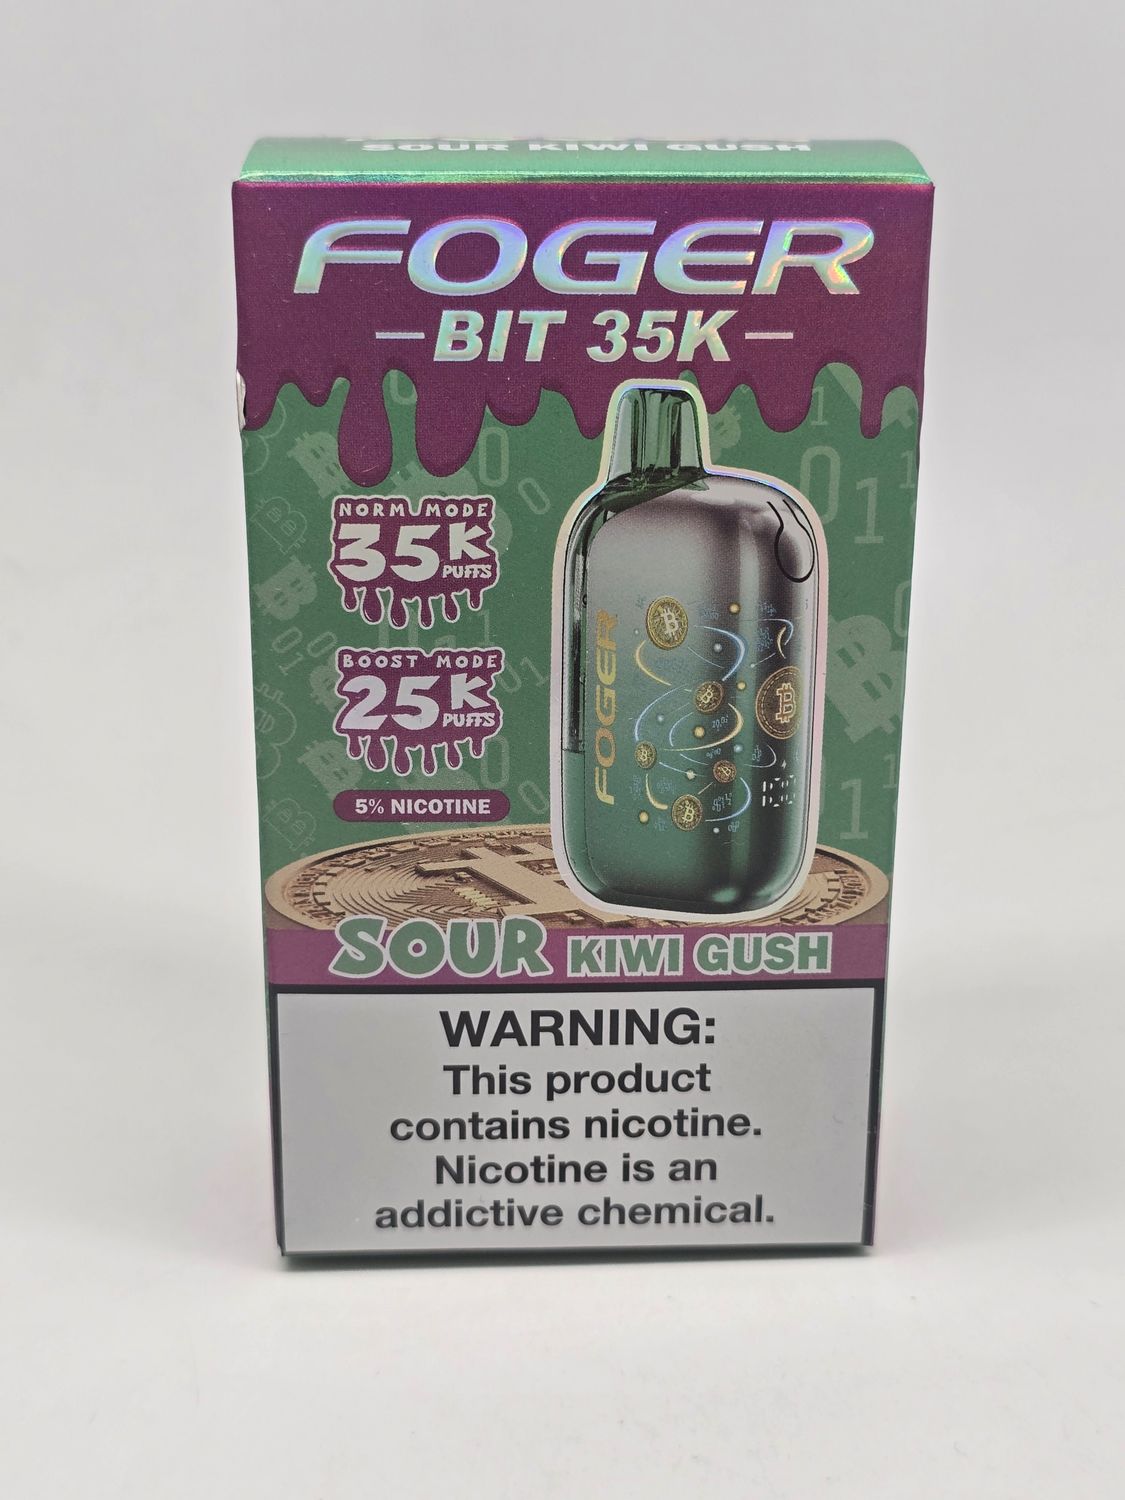 SOUR KIWI GUSH
FOGER
BIT 35K
NORM MODE
35K
PUFFS
BOOST MODE
25K
PUFFS
5% NICOTINE
FOGER
SOUR KIWI GUSH
WARNING:
This product
contains nicotine.
Nicotine is an
addictive chemical.